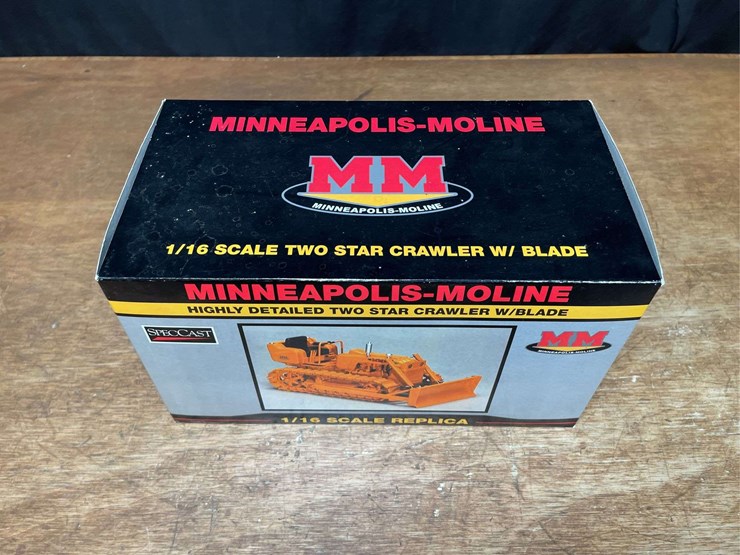 MINNEAPOLIS-MOLINE
MM
MINNEAPOLIS-MOLINE
1/16 SCALE TWO STAR CRAWLER W/ BLADE
MINNEAPOLIS-MOLINE
HIGHLY DETAILED TWO STAR CRAWLER W/BLADE
SPECCAST
MM
MINNEAPOLIS-MOLINE
1/16 SCALE REPLICA